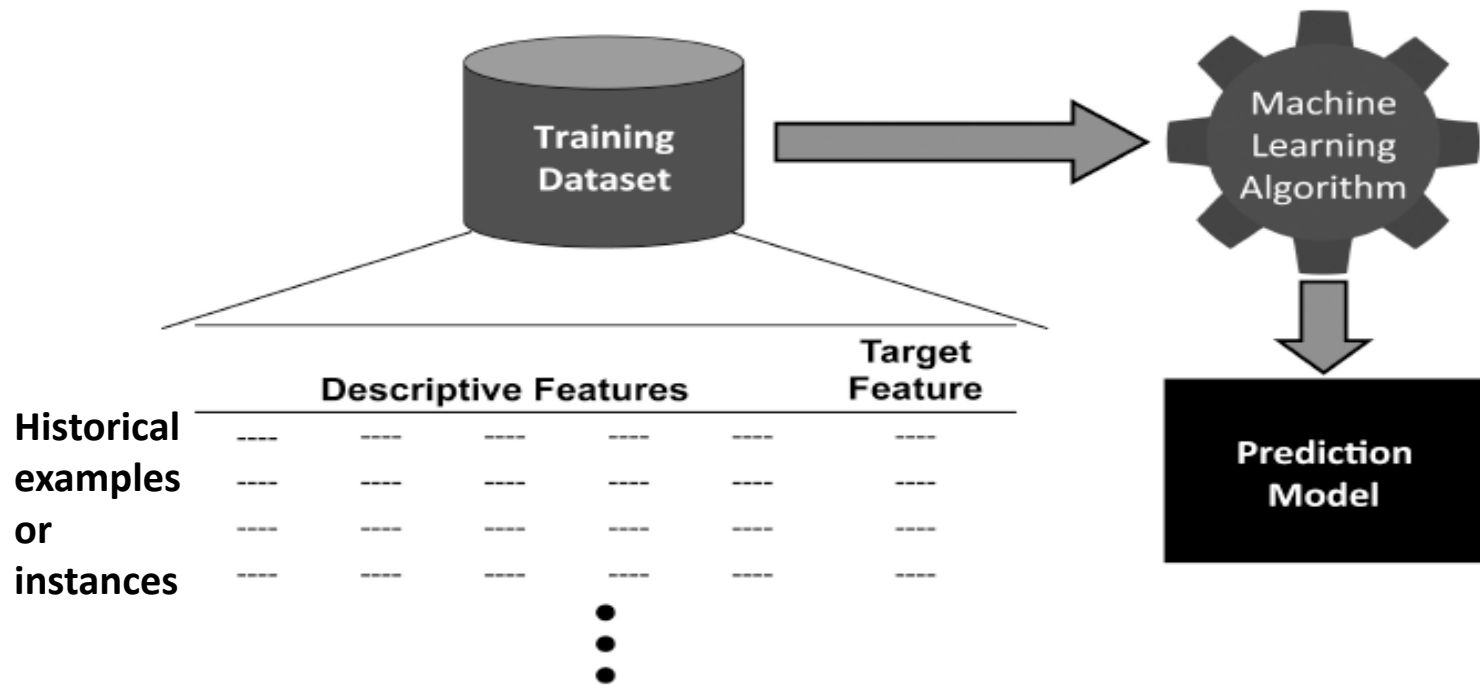 Training
Dataset
Machine
Learning
Algorithm
Target
Descriptive Features Feature
Historical
examples
or
instances
---- ---- ---- ---- ---- ----
---- ---- ---- ---- ---- ----
---- ---- ---- ---- ---- ----
---- ---- ---- ---- ---- ----
Prediction
Model